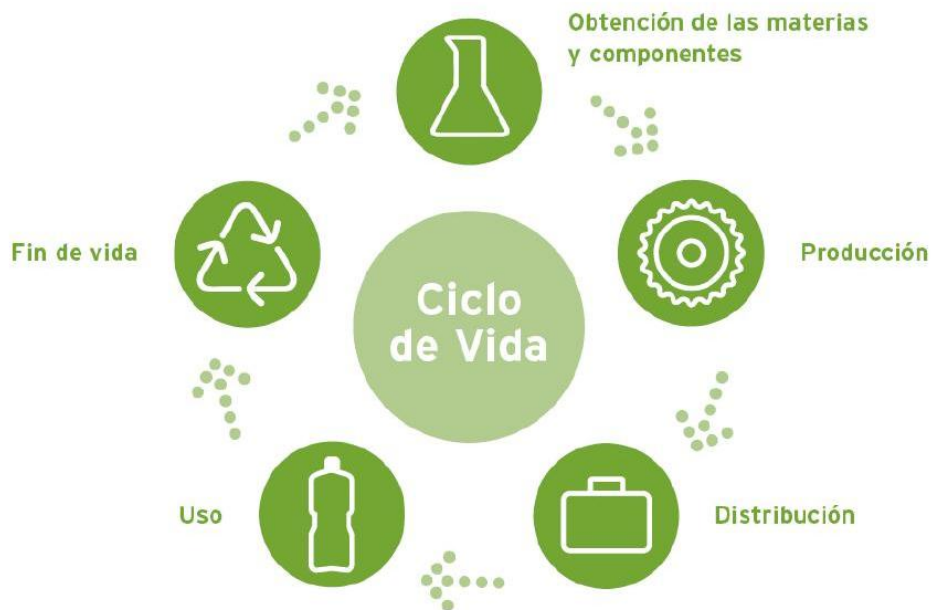 Obtención de las materias
y componentes
Producción
Distribución
Uso
Fin de vida
Ciclo
de Vida